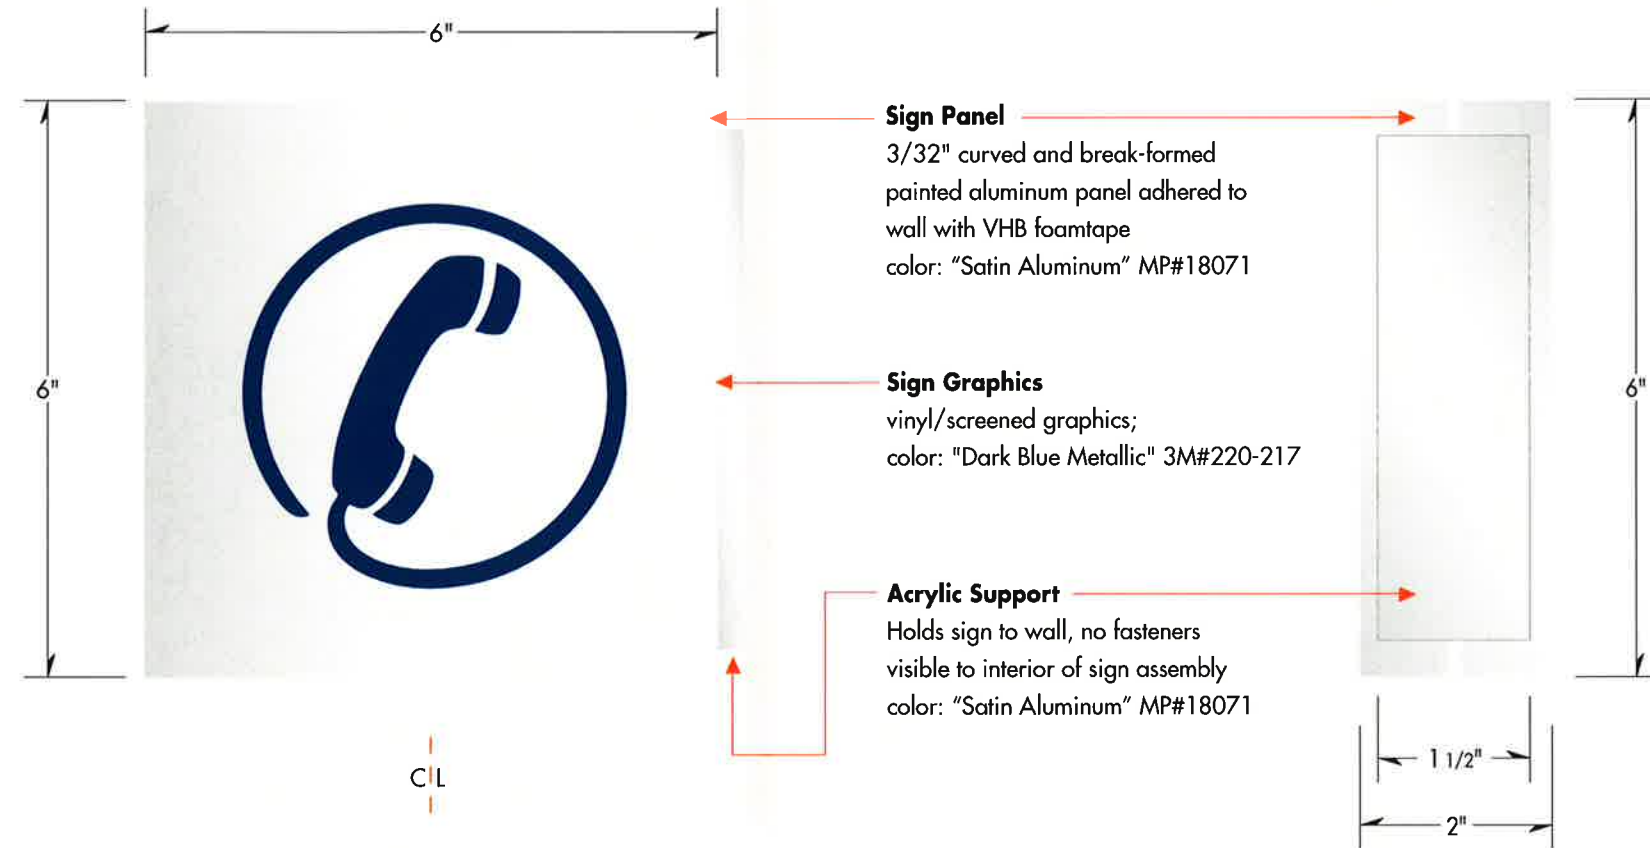 6"
Sign Panel
3/32" curved and break-formed
painted aluminum panel adhered to
wall with VHB foamtape
color: “Satin Aluminum” MP#18071
6"
6"
Sign Graphics
vinyl/screened graphics;
color: "Dark Blue Metallic" 3M#220-217
Acrylic Support
Holds sign to wall, no fasteners
visible to interior of sign assembly
color: “Satin Aluminum” MP#18071
1 1/2"
CL
2"